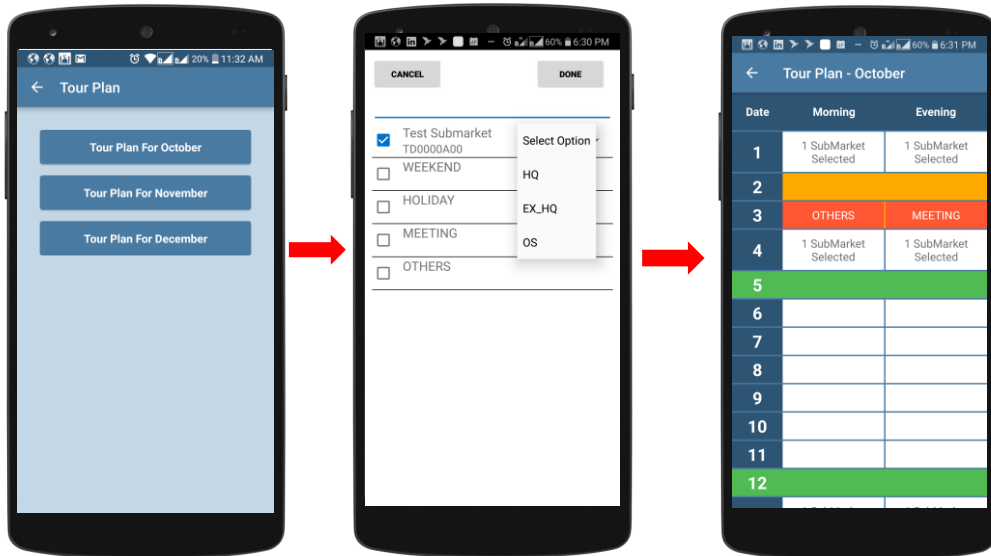 20% 11:32 AM
Tour Plan
Tour Plan For October
Tour Plan For November
Tour Plan For December
60% 6:30 PM
CANCEL DONE
Test Submarket
TD0000A00
WEEKEND
HOLIDAY
MEETING
OTHERS
Select Option
HQ
EX_HQ
OS
60% 6:31 PM
Tour Plan - October
Date Morning Evening
1 1 SubMarket Selected 1 SubMarket Selected
2
3 OTHERS MEETING
4 1 SubMarket Selected 1 SubMarket Selected
5
6
7
8
9
10
11
12